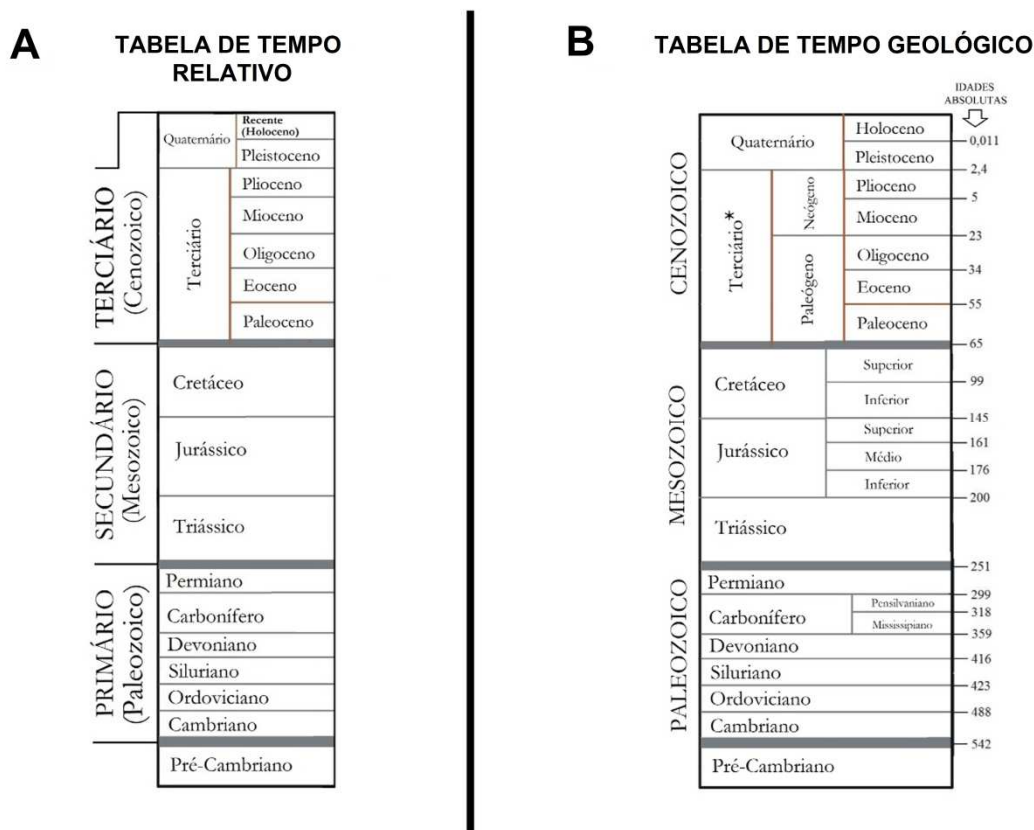 A
TABELA DE TEMPO
RELATIVO
TERCIÁRIO
(Cenozoico)
Quaternário
Recente
(Holoceno)
Pleistoceno
Terciário
Plioceno
Mioceno
Oligoceno
Eoceno
Paleoceno
SECUNDÁRIO
(Mesozoico)
Cretáceo
Jurássico
Triássico
PRIMÁRIO
(Paleozoico)
Permiano
Carbonífero
Devoniano
Siluriano
Ordoviciano
Cambriano
Pré-Cambriano
B
TABELA DE TEMPO GEOLÓGICO
IDADES
ABSOLUTAS
CENOZOICO
Quaternário
Holoceno
0,011
Pleistoceno
2,4
Terciário*
Neógeno
Plioceno
5
Mioceno
23
Paleógeno
Oligoceno
34
Eoceno
55
Paleoceno
65
MESOZOICO
Cretáceo
Superior
99
Inferior
145
Jurássico
Superior
161
Médio
176
Inferior
200
Triássico
251
PALEOZOICO
Permiano
299
Carbonífero
Pensilvaniano
318
Mississipiano
359
Devoniano
416
Siluriano
423
Ordoviciano
488
Cambriano
542
Pré-Cambriano